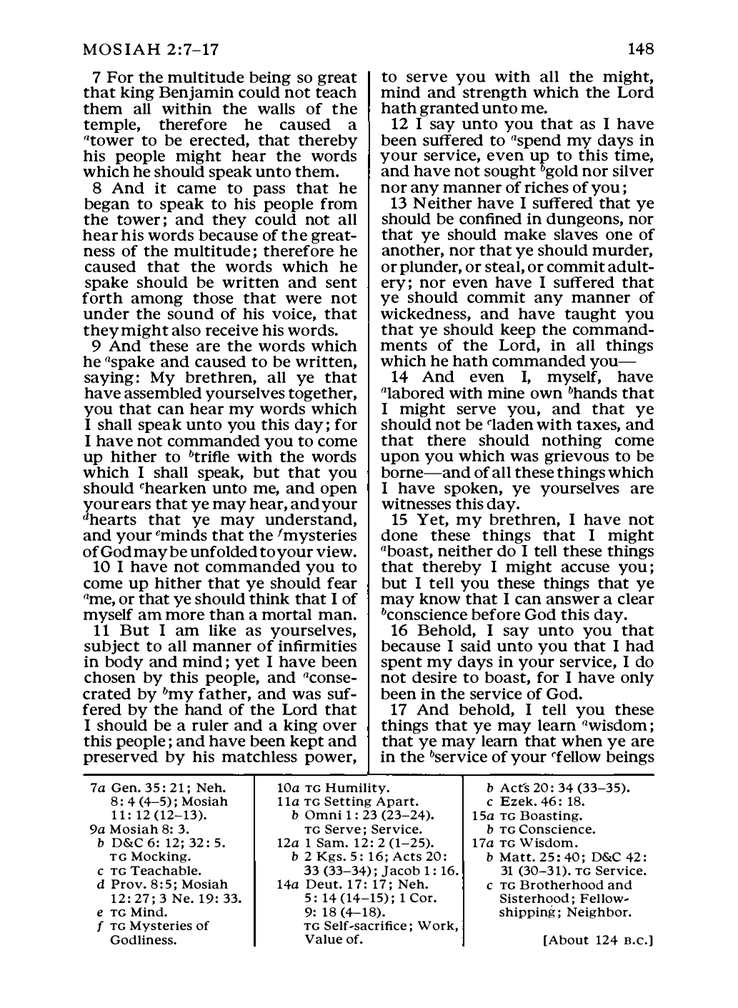 MOSIAH 2:7–17
148
7 For the multitude being so great
that king Benjamin could not teach
them all within the walls of the
temple, therefore he caused a
ᵃtower to be erected, that thereby
his people might hear the words
which he should speak unto them.
8 And it came to pass that he
began to speak to his people from
the tower; and they could not all
hear his words because of the great-
ness of the multitude; therefore he
caused that the words which he
spake should be written and sent
forth among those that were not
under the sound of his voice, that
they might also receive his words.
9 And these are the words which
he ᵃspake and caused to be written,
saying: My brethren, all ye that
have assembled yourselves together,
you that can hear my words which
I shall speak unto you this day; for
I have not commanded you to come
up hither to ᵇtrifle with the words
which I shall speak, but that you
should ᶜhearken unto me, and open
your ears that ye may hear, and your
ᵈhearts that ye may understand,
and your ᵉminds that the ᶠmysteries
of God may be unfolded to your view.
10 I have not commanded you to
come up hither that ye should fear
ᵃme, or that ye should think that I of
myself am more than a mortal man.
11 But I am like as yourselves,
subject to all manner of infirmities
in body and mind; yet I have been
chosen by this people, and ᵃconse-
crated by ᵇmy father, and was suf-
fered by the hand of the Lord that
I should be a ruler and a king over
this people; and have been kept and
preserved by his matchless power,
to serve you with all the might,
mind and strength which the Lord
hath granted unto me.
12 I say unto you that as I have
been suffered to ᵃspend my days in
your service, even up to this time,
and have not sought ᵇgold nor silver
nor any manner of riches of you;
13 Neither have I suffered that ye
should be confined in dungeons, nor
that ye should make slaves one of
another, nor that ye should murder,
or plunder, or steal, or commit adult-
ery; nor even have I suffered that
ye should commit any manner of
wickedness, and have taught you
that ye should keep the command-
ments of the Lord, in all things
which he hath commanded you—
14 And even I, myself, have
ᵃlabored with mine own ᵇhands that
I might serve you, and that ye
should not be ᶜladen with taxes, and
that there should nothing come
upon you which was grievous to be
borne—and of all these things which
I have spoken, ye yourselves are
witnesses this day.
15 Yet, my brethren, I have not
done these things that I might
ᵃboast, neither do I tell these things
that thereby I might accuse you;
but I tell you these things that ye
may know that I can answer a clear
ᵇconscience before God this day.
16 Behold, I say unto you that
because I said unto you that I had
spent my days in your service, I do
not desire to boast, for I have only
been in the service of God.
17 And behold, I tell you these
things that ye may learn ᵃwisdom;
that ye may learn that when ye are
in the ᵇservice of your ᶜfellow beings
7a Gen. 35:21; Neh.
8:4 (4–5); Mosiah
11:12 (12–13).
9a Mosiah 8:3.
b D&C 6:12; 32:5.
TG Mocking.
c TG Teachable.
d Prov. 8:5; Mosiah
12:27; 3 Ne. 19:33.
e TG Mind.
f TG Mysteries of
Godliness.
10a TG Humility.
11a TG Setting Apart.
b Omni 1:23 (23–24).
TG Serve; Service.
12a 1 Sam. 12:2 (1–25).
b 2 Kgs. 5:16; Acts 20:
33 (33–34); Jacob 1:16.
14a Deut. 17:17; Neh.
5:14 (14–15); 1 Cor.
9:18 (4–18).
TG Self-sacrifice; Work,
Value of.
b Acts 20:34 (33–35).
c Ezek. 46:18.
15a TG Boasting.
b TG Conscience.
17a TG Wisdom.
b Matt. 25:40; D&C 42:
31 (30–31). TG Service.
c TG Brotherhood and
Sisterhood; Fellow-
shipping; Neighbor.
[About 124 B.C.]